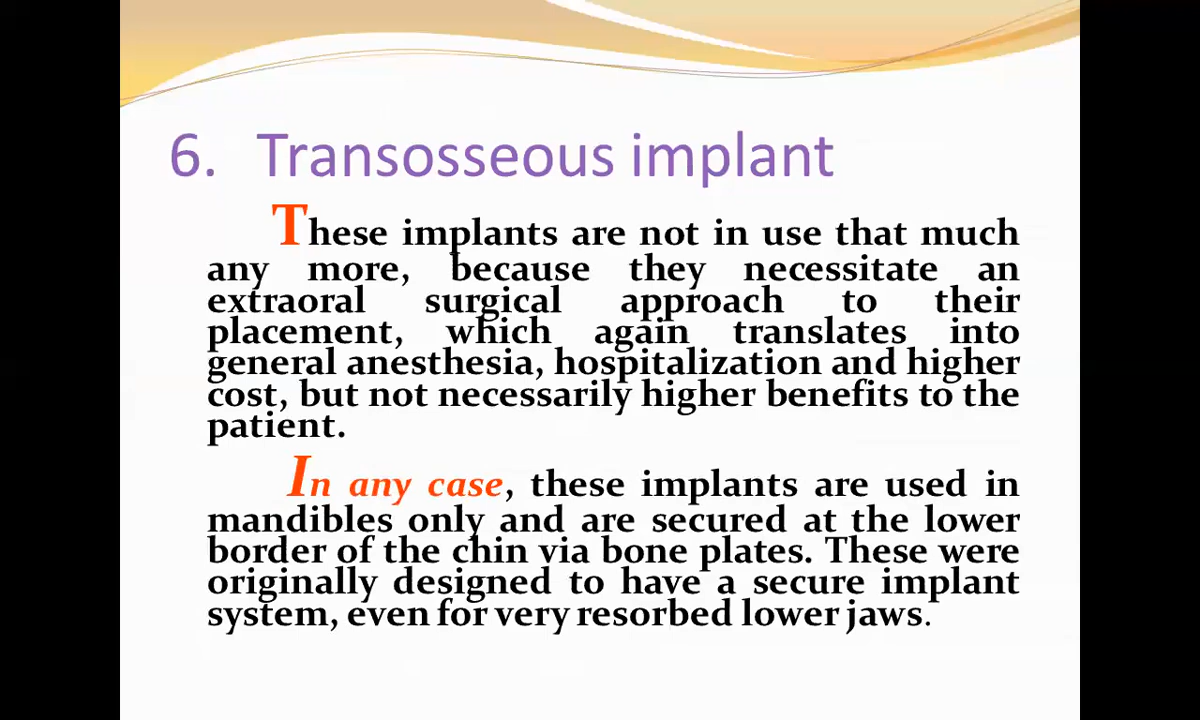 6. Transosseous implant
These implants are not in use that much
any more, because they necessitate an
extraoral surgical approach to their
placement, which again translates into
general anesthesia, hospitalization and higher
cost, but not necessarily higher benefits to the
patient.
In any case, these implants are used in
mandibles only and are secured at the lower
border of the chin via bone plates. These were
originally designed to have a secure implant
system, even for very resorbed lower jaws.